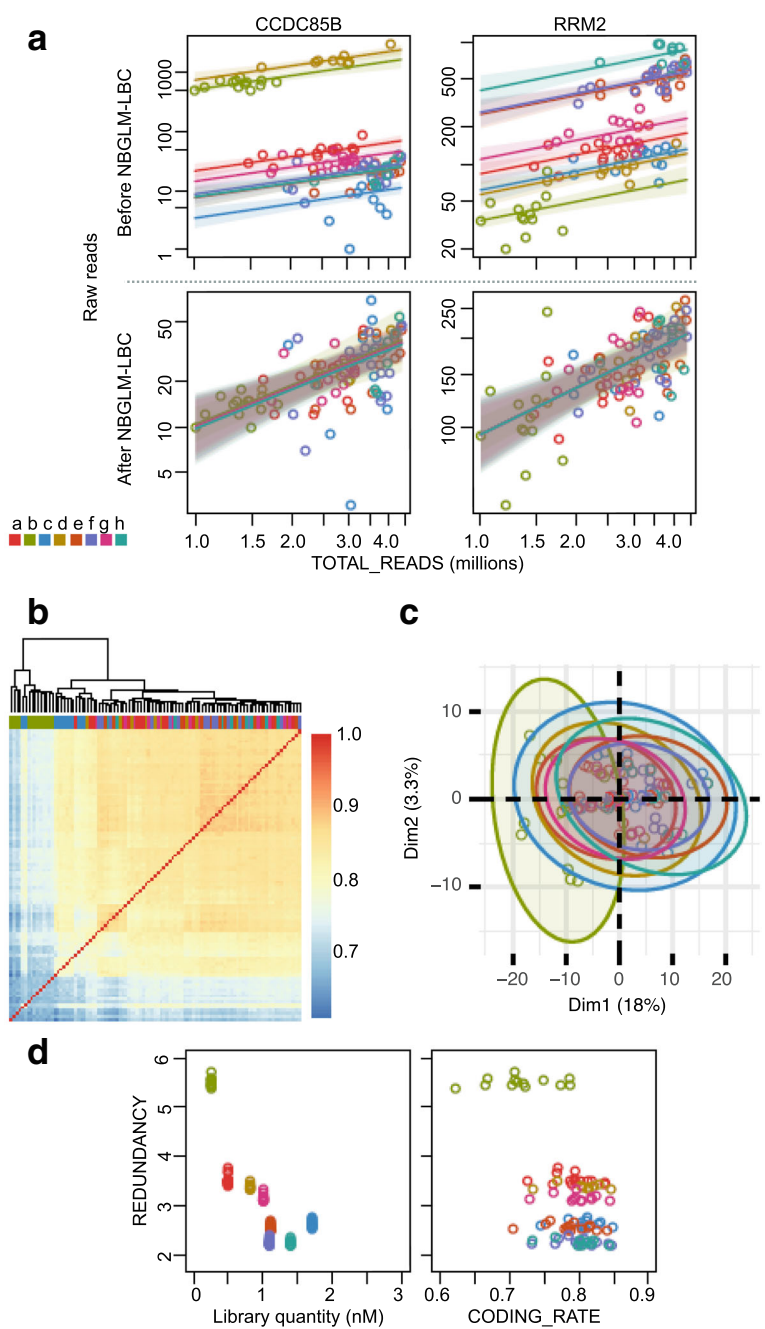 a
CCDC85B RRM2
Raw reads
Before NBGLM-LBC
1000
100
10
1
500
200
50
20
After NBGLM-LBC
50
20
10
5
250
150
100
a b c d e f g h
1.0 1.5 2.0 3.0 4.0 1.0 1.5 2.0 3.0 4.0
TOTAL_READS (millions)
b
1.0
0.9
0.8
0.7
c
Dim2 (3.3%)
10
0
−10
−20 −10 0 10 20
Dim1 (18%)
d
REDUNDANCY
6
5
4
3
2
0 1 2 3 0.6 0.7 0.8 0.9
Library quantity (nM) CODING_RATE